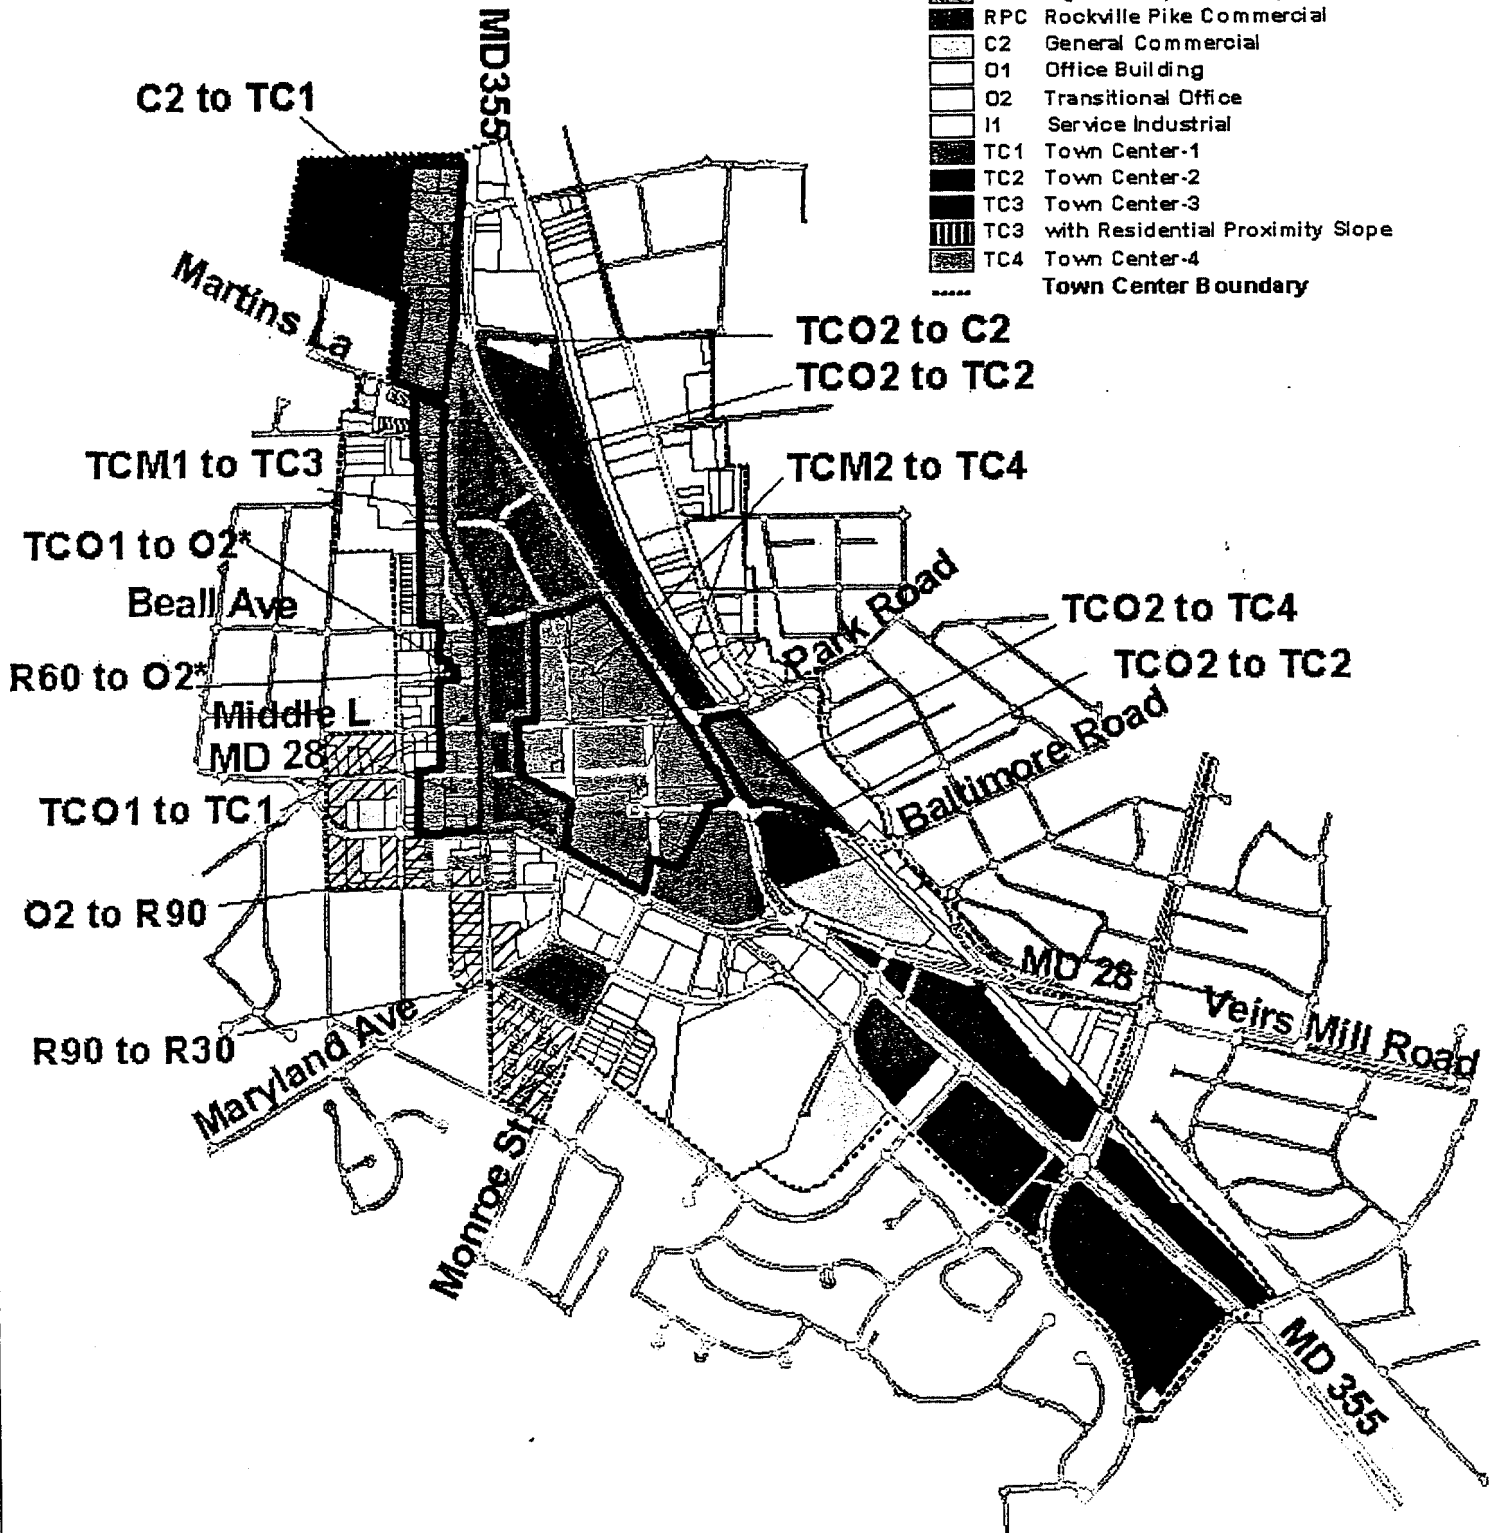 RPC Rockville Pike Commercial
C2 General Commercial
O1 Office Building
O2 Transitional Office
I1 Service Industrial
TC1 Town Center-1
TC2 Town Center-2
TC3 Town Center-3
TC3 with Residential Proximity Slope
TC4 Town Center-4
Town Center Boundary
MD355
C2 to TC1
Martins La
TCO2 to C2
TCO2 to TC2
TCM1 to TC3
TCM2 to TC4
TCO1 to O2*
Beall Ave
Park Road
TCO2 to TC4
TCO2 to TC2
R60 to O2*
Middle L
MD 28
Baltimore Road
TCO1 to TC1
O2 to R90
MD 28
Veirs Mill Road
R90 to R30
Maryland Ave
Monroe St.
MD 355